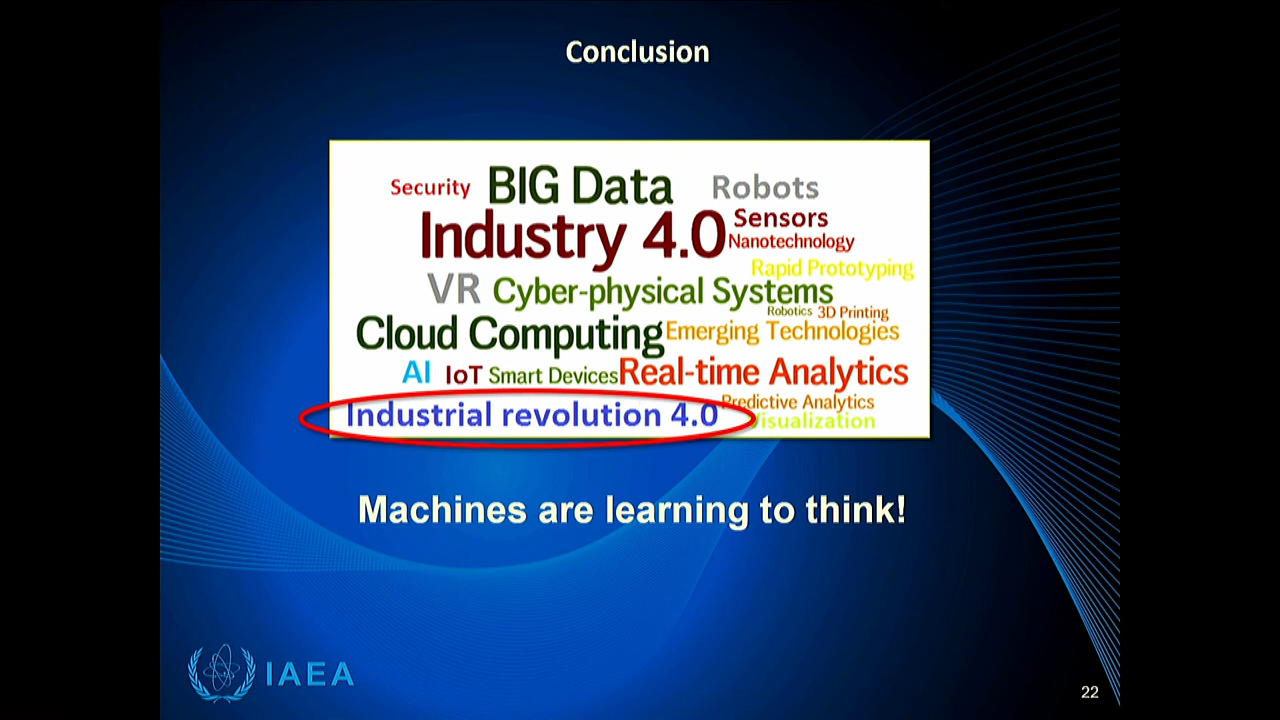 Conclusion
Security BIG Data Robots
Industry 4.0 Sensors
Nanotechnology
Rapid Prototyping
VR Cyber-physical Systems
Robotics 3D Printing
Cloud Computing Emerging Technologies
AI IoT Smart Devices Real-time Analytics
Predictive Analytics
Industrial revolution 4.0 Visualization
Machines are learning to think!
IAEA
22